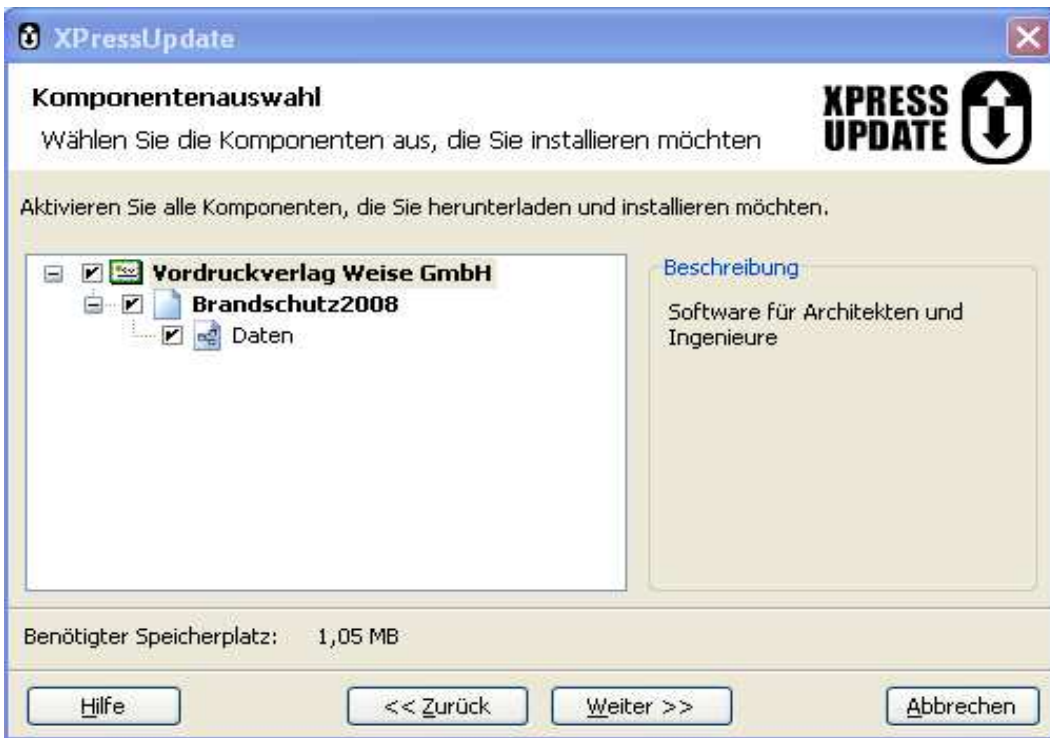 XPressUpdate
Komponentenauswahl
Wählen Sie die Komponenten aus, die Sie installieren möchten
XPRESS
UPDATE
Aktivieren Sie alle Komponenten, die Sie herunterladen und installieren möchten.
Vordruckverlag Weise GmbH
Brandschutz2008
Daten
Beschreibung
Software für Architekten und
Ingenieure
Benötigter Speicherplatz: 1,05 MB
Hilfe
<< Zurück
Weiter >>
Abbrechen